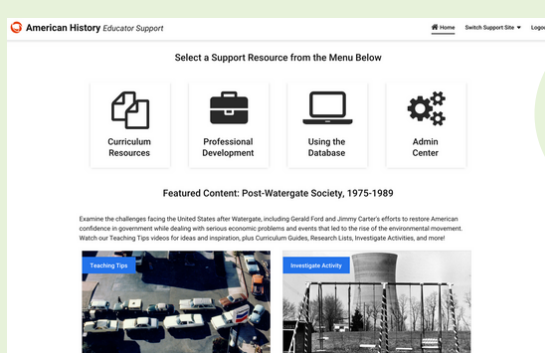 American History Educator Support
Home Switch Support Site Logout
Select a Support Resource from the Menu Below
Curriculum
Resources
Professional
Development
Using the
Database
Admin
Center
Featured Content: Post-Watergate Society, 1975-1989
Examine the challenges facing the United States after Watergate, including Gerald Ford and Jimmy Carter's efforts to restore American
confidence in government while dealing with serious economic problems and events that led to the rise of the environmental movement.
Watch our Teaching Tips videos for ideas and inspiration, plus Curriculum Guides, Research Lists, Investigate Activities, and more!
Teaching Tips
Investigate Activity